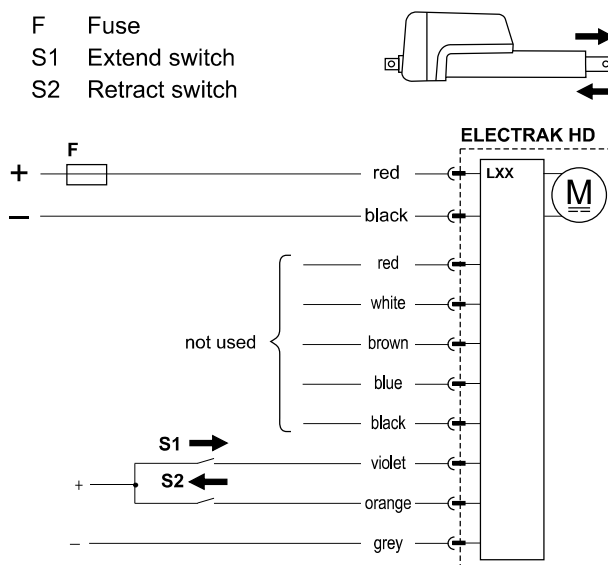 F Fuse
S1 Extend switch
S2 Retract switch
ELECTRAK HD
F
+ red LXX
M
− black
red
white
not used brown
blue
black
S1
violet
+ S2
orange
− grey